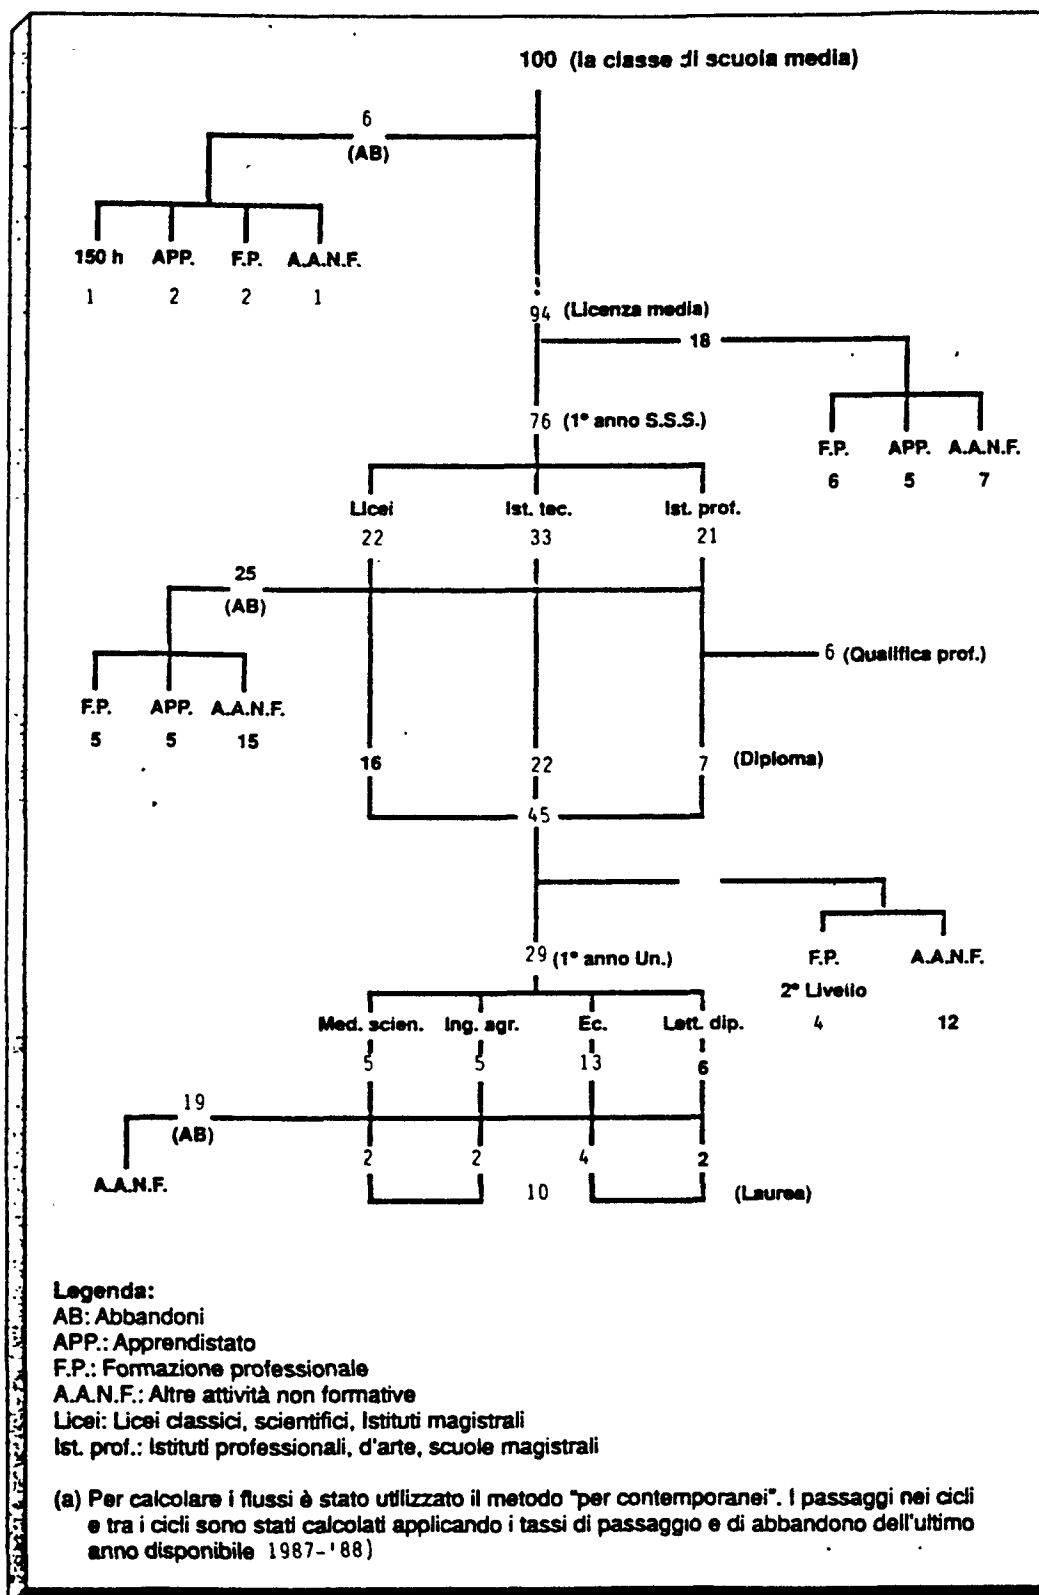 100 (la classe di scuola media)
6
(AB)
150 h APP. F.P. A.A.N.F.
1 2 2 1
94 (Licenza media)
18
76 (1° anno S.S.S.)
F.P. APP. A.A.N.F.
6 5 7
Licei Ist. tec. Ist. prof.
22 33 21
25
(AB)
6 (Qualifica prof.)
F.P. APP. A.A.N.F.
5 5 15
16 22 7 (Diploma)
45
29 (1° anno Un.)
F.P. A.A.N.F.
2° Livello
4 12
Med. scien. Ing. agr. Ec. Lett. dip.
5 5 13 6
19
(AB)
2 2 4 2
A.A.N.F.
10 (Laurea)
Legenda:
AB: Abbandoni
APP.: Apprendistato
F.P.: Formazione professionale
A.A.N.F.: Altre attività non formative
Licei: Licei classici, scientifici, Istituti magistrali
Ist. prof.: Istituti professionali, d'arte, scuole magistrali
(a) Per calcolare i flussi è stato utilizzato il metodo "per contemporanei". I passaggi nei cicli
e tra i cicli sono stati calcolati applicando i tassi di passaggio e di abbandono dell'ultimo
anno disponibile 1987-'88)